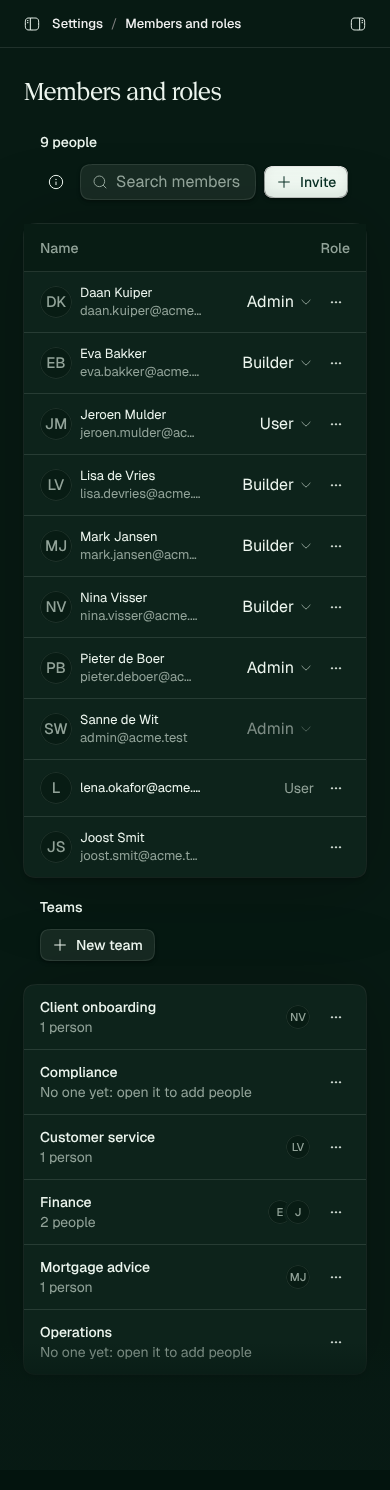 Settings / Members and roles
Members and roles
9 people
Search members
Invite
Name Role
DK Daan Kuiper Admin
daan.kuiper@acme...
EB Eva Bakker Builder
eva.bakker@acme....
JM Jeroen Mulder User
jeroen.mulder@ac...
LV Lisa de Vries Builder
lisa.devries@acme....
MJ Mark Jansen Builder
mark.jansen@acm...
NV Nina Visser Builder
nina.visser@acme....
PB Pieter de Boer Admin
pieter.deboer@ac...
SW Sanne de Wit Admin
admin@acme.test
L lena.okafor@acme.... User
JS Joost Smit
joost.smit@acme.t...
Teams
New team
Client onboarding NV
1 person
Compliance
No one yet: open it to add people
Customer service LV
1 person
Finance E J
2 people
Mortgage advice MJ
1 person
Operations
No one yet: open it to add people